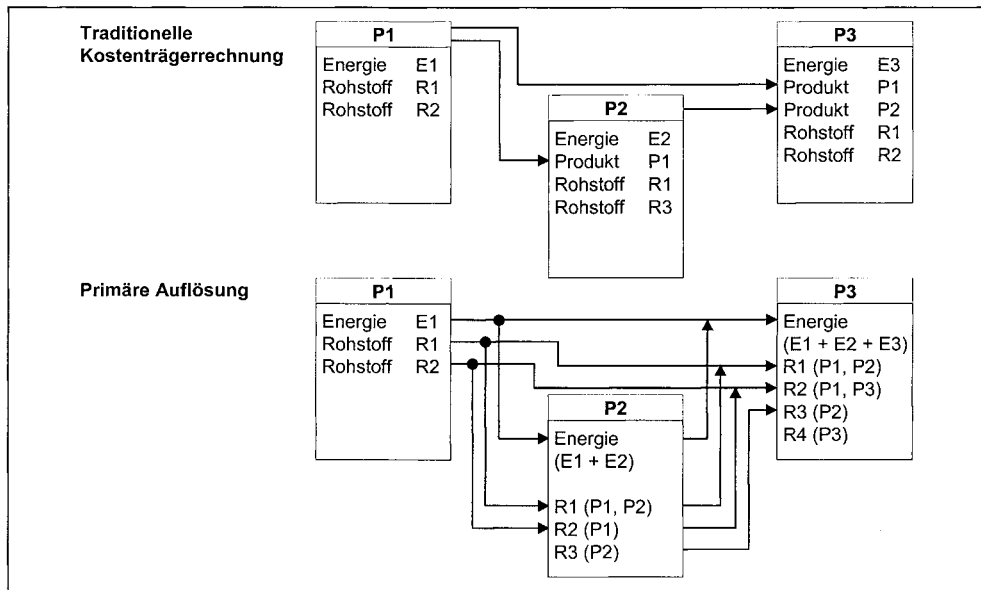 Traditionelle
Kostenträgerrechnung
P1
Energie E1
Rohstoff R1
Rohstoff R2
P2
Energie E2
Produkt P1
Rohstoff R1
Rohstoff R3
P3
Energie E3
Produkt P1
Produkt P2
Rohstoff R1
Rohstoff R2
Primäre Auflösung
P1
Energie E1
Rohstoff R1
Rohstoff R2
P2
Energie
(E1 + E2)
R1 (P1, P2)
R2 (P1)
R3 (P2)
P3
Energie
(E1 + E2 + E3)
R1 (P1, P2)
R2 (P1, P3)
R3 (P2)
R4 (P3)